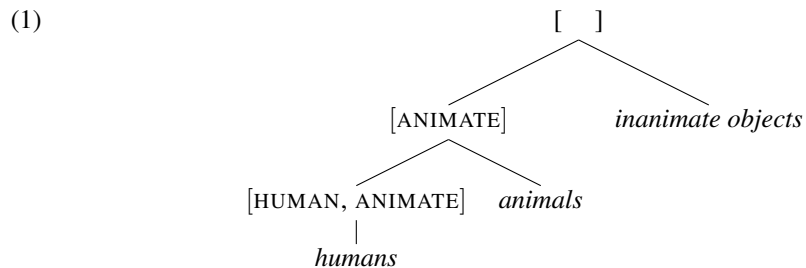 (1) [ ]
[ANIMATE] inanimate objects
[HUMAN, ANIMATE] animals
humans